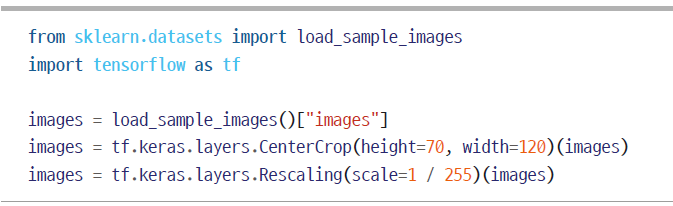 from sklearn.datasets import load_sample_images
import tensorflow as tf
images = load_sample_images()["images"]
images = tf.keras.layers.CenterCrop(height=70, width=120)(images)
images = tf.keras.layers.Rescaling(scale=1 / 255)(images)